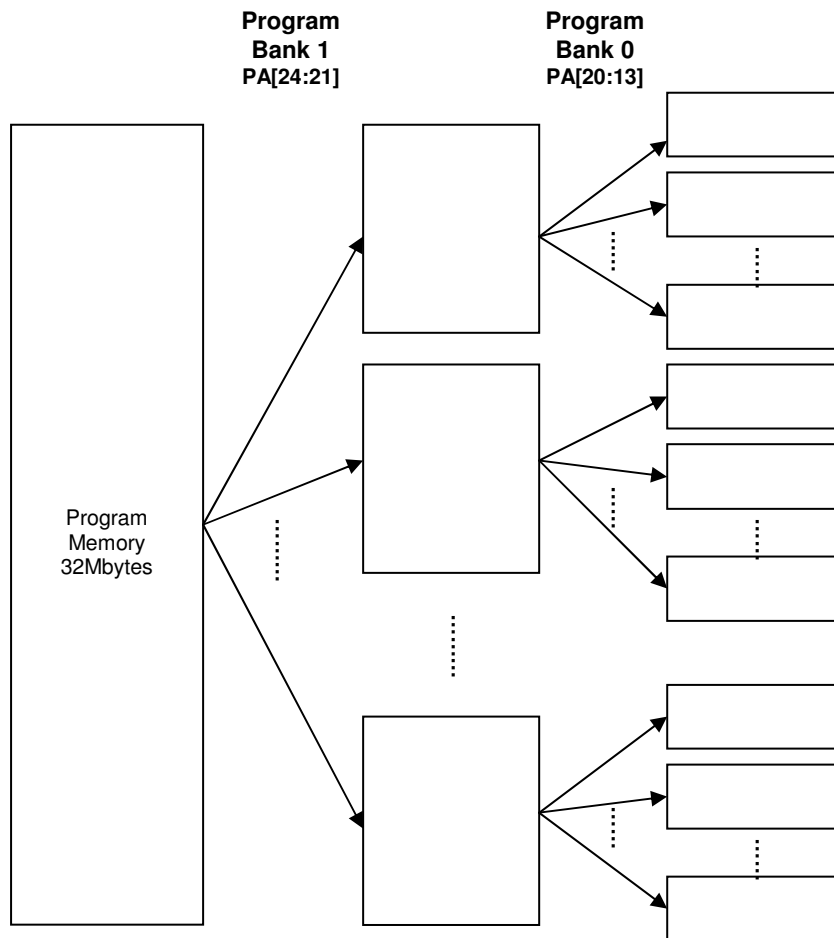 Program
Bank 1
PA[24:21]
Program
Bank 0
PA[20:13]
Program
Memory
32Mbytes